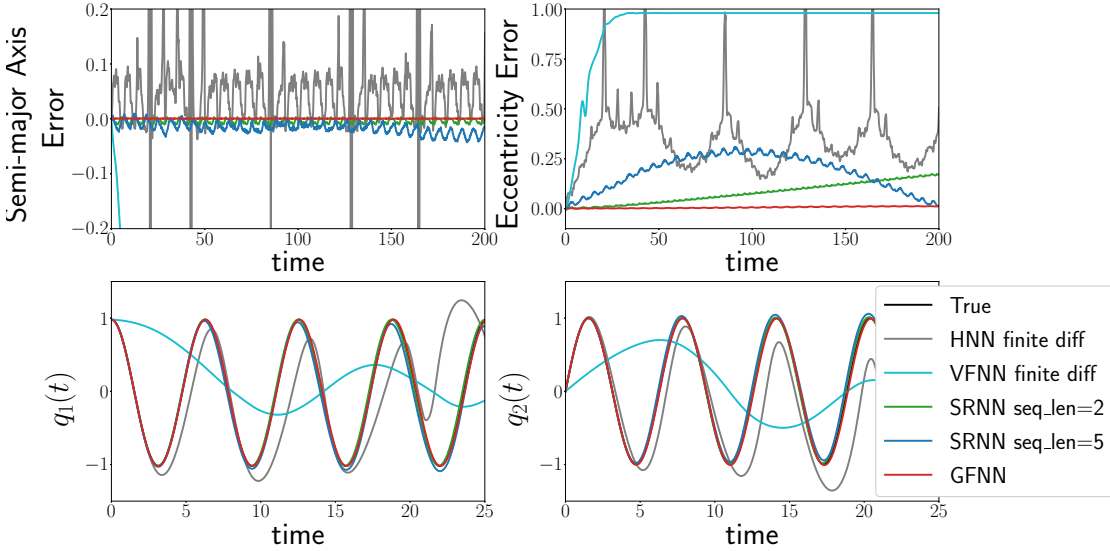 Semi-major Axis
Error
0.2
0.1
0.0
−0.1
−0.2
0
50
100
150
200
time
Eccentricity Error
1.00
0.75
0.50
0.25
0.00
0
50
100
150
200
time
q₁(t)
1
0
−1
0
5
10
15
20
25
time
q₂(t)
1
0
−1
0
5
10
15
20
25
time
True
HNN finite diff
VFNN finite diff
SRNN seq_len=2
SRNN seq_len=5
GFNN